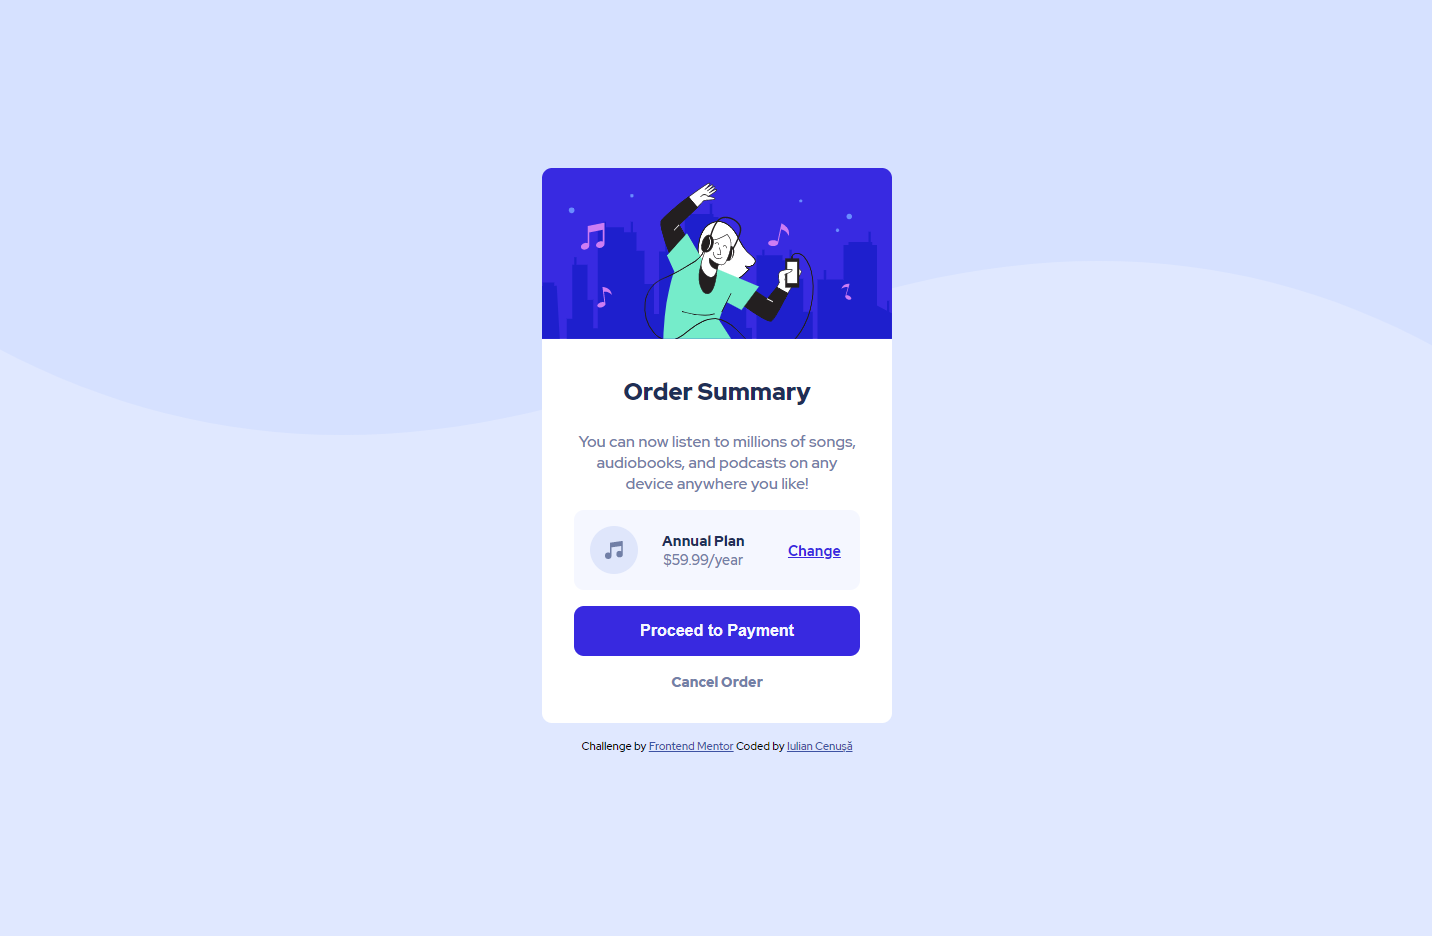 Order Summary
You can now listen to millions of songs,
audiobooks, and podcasts on any
device anywhere you like!
Annual Plan
$59.99/year
Change
Proceed to Payment
Cancel Order
Challenge by Frontend Mentor Coded by Iulian Cenușă